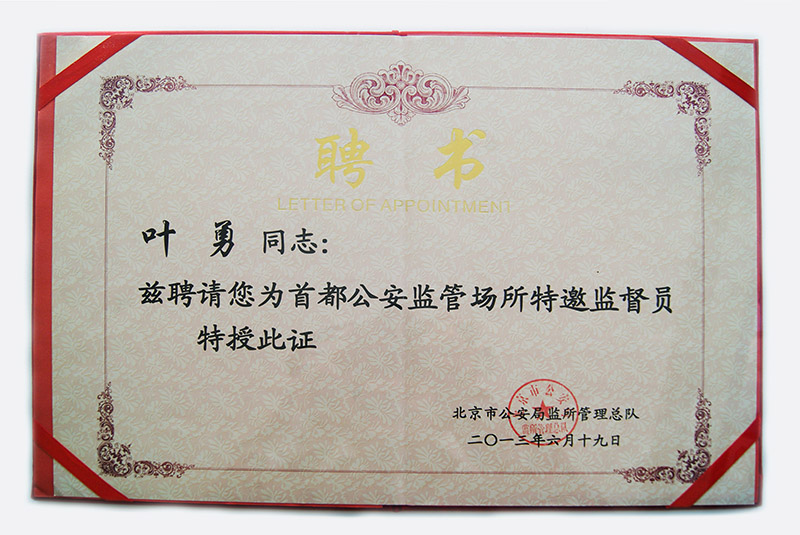 聘书
LETTER OF APPOINTMENT
叶 勇 同志：
兹聘请您为首都公安监管场所特邀监督员
特授此证
北京市公安局监所管理总队
二〇一三年六月十九日